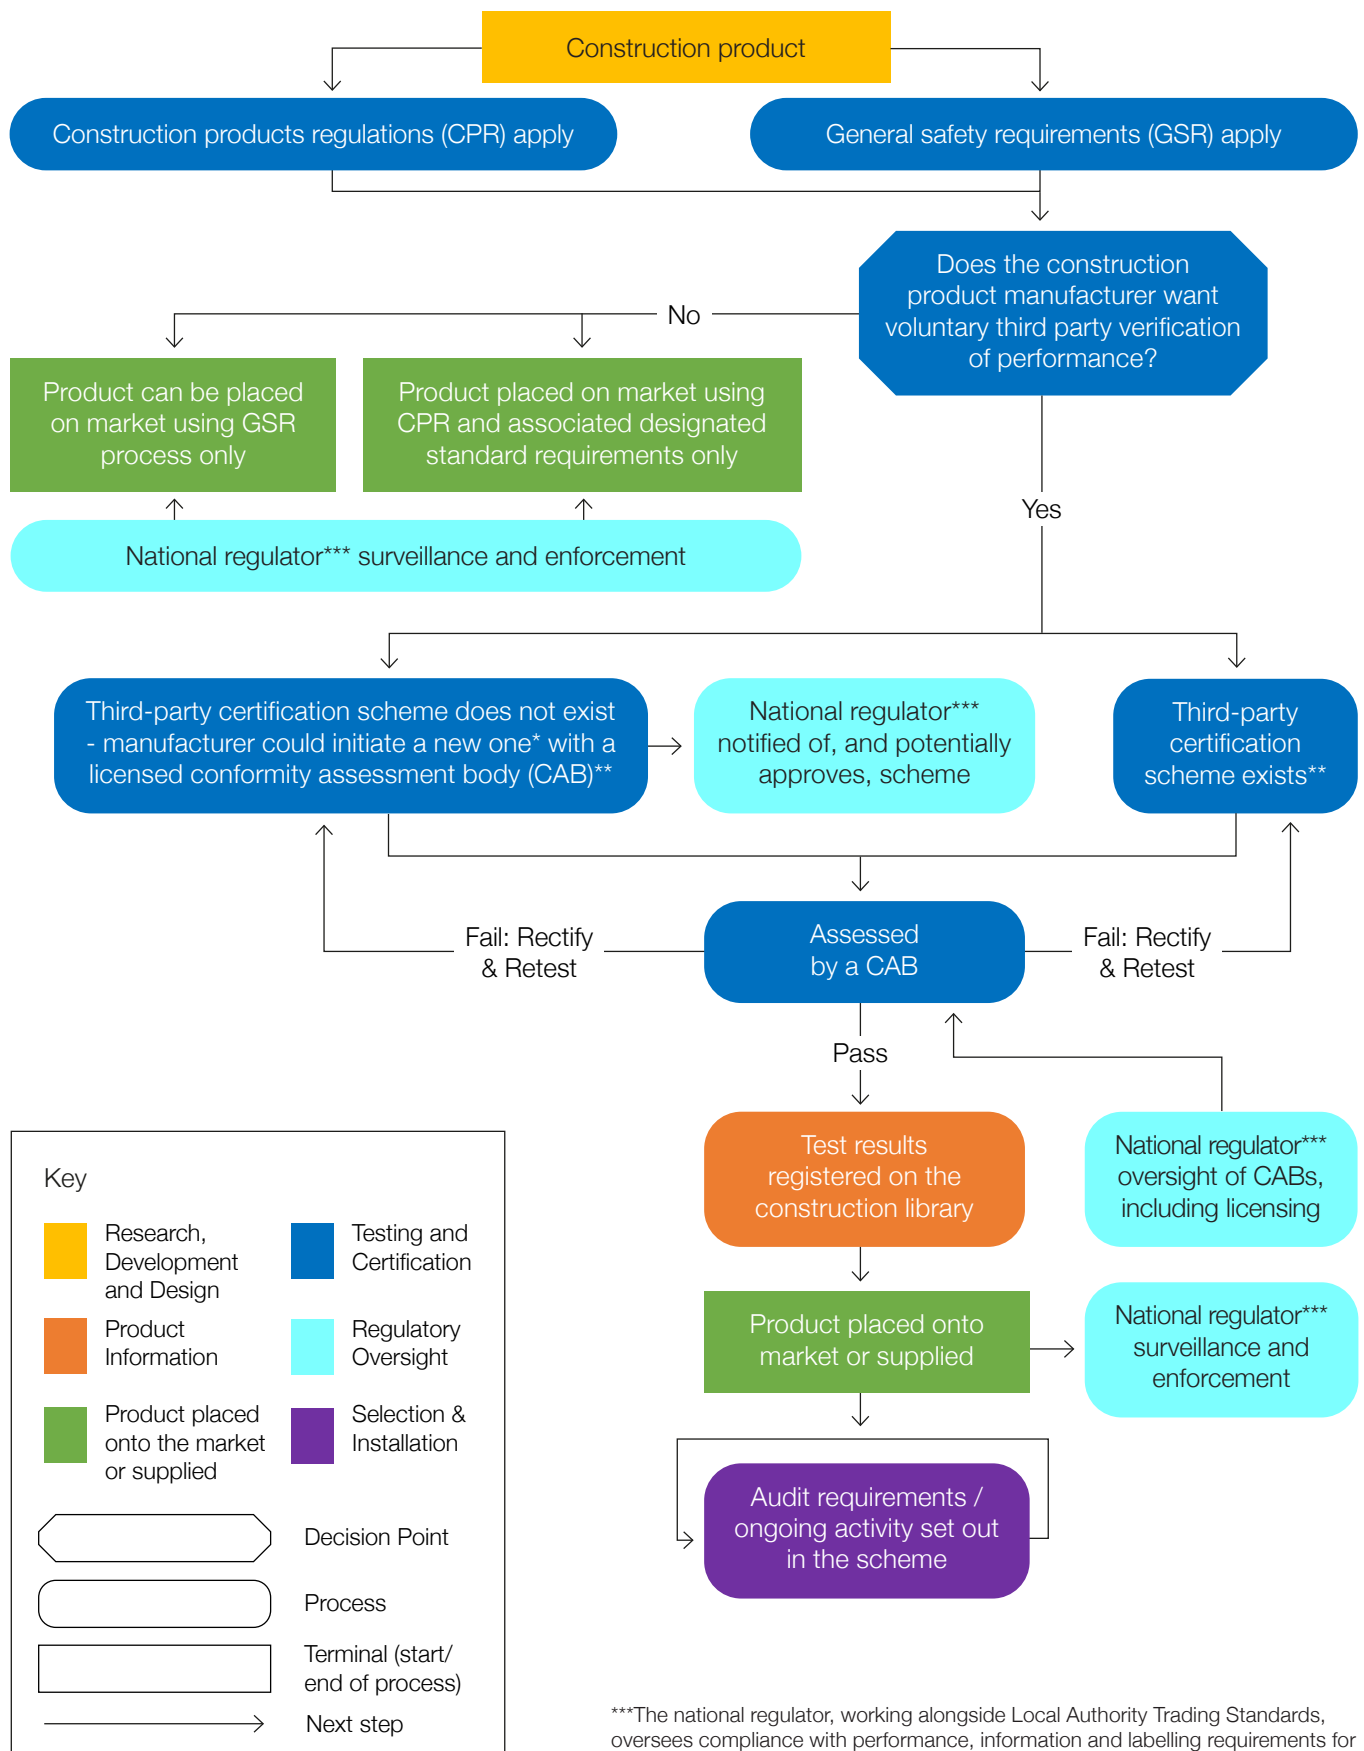 Construction product
Construction products regulations (CPR) apply
General safety requirements (GSR) apply
Does the construction
product manufacturer want
voluntary third party verification
of performance?
No
Product can be placed
on market using GSR
process only
Product placed on market using
CPR and associated designated
standard requirements only
Yes
National regulator*** surveillance and enforcement
Third-party certification scheme does not exist
- manufacturer could initiate a new one* with a
licensed conformity assessment body (CAB)**
National regulator***
notified of, and potentially
approves, scheme
Third-party
certification
scheme exists**
Fail: Rectify
& Retest
Assessed
by a CAB
Fail: Rectify
& Retest
Pass
Test results
registered on the
construction library
National regulator***
oversight of CABs,
including licensing
Product placed onto
market or supplied
National regulator***
surveillance and
enforcement
Audit requirements /
ongoing activity set out
in the scheme
Key
Research,
Development
and Design
Testing and
Certification
Product
Information
Regulatory
Oversight
Product placed
onto the market
or supplied
Selection &
Installation
Decision Point
Process
Terminal (start/
end of process)
Next step
***The national regulator, working alongside Local Authority Trading Standards,
oversees compliance with performance, information and labelling requirements for